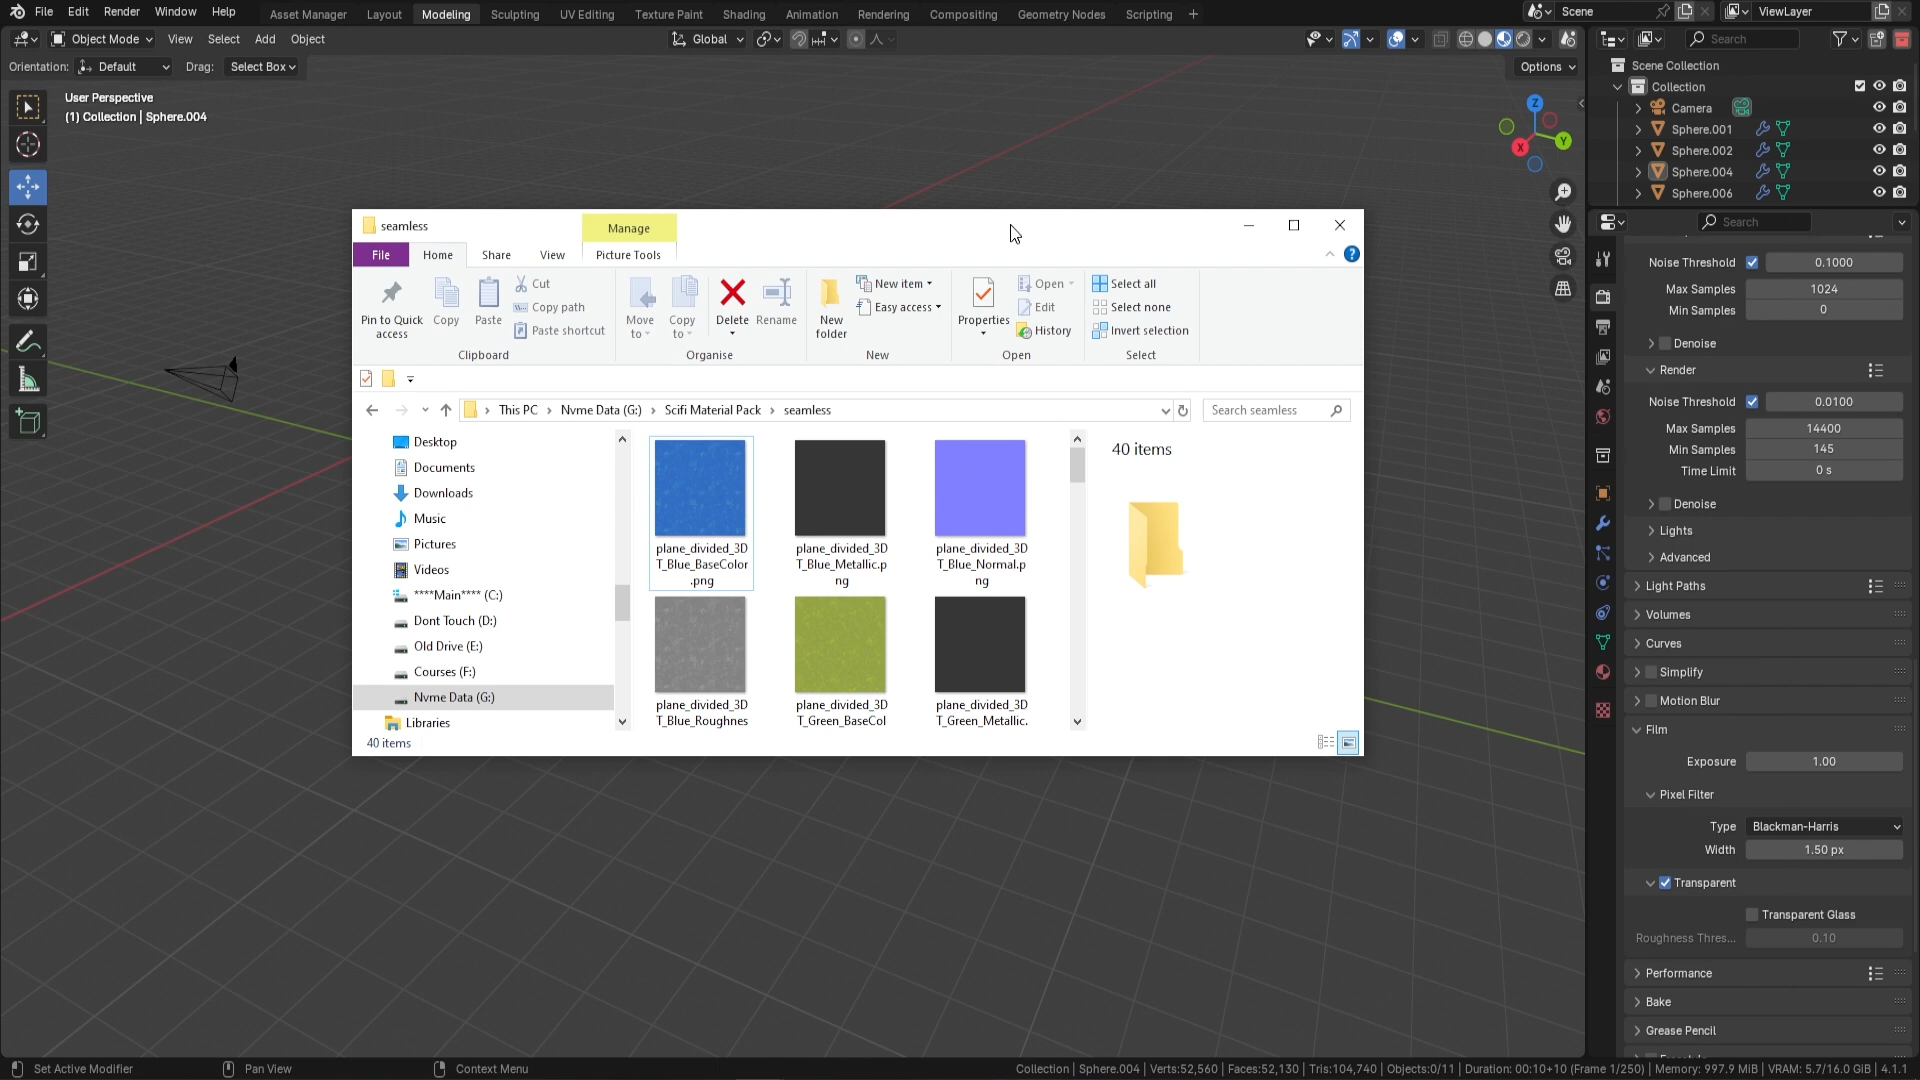 File Edit Render Window Help Asset Manager Layout Modeling Sculpting UV Editing Texture Paint Shading Animation Rendering Compositing Geometry Nodes Scripting + Scene ViewLayer
Object Mode View Select Add Object Global Search
Orientation: Default Drag: Select Box Options
User Perspective
(1) Collection | Sphere.004
Z
Y
X
Scene Collection
Collection
Camera
Sphere.001
Sphere.002
Sphere.004
Sphere.006
Search
Noise Threshold 0.1000
Max Samples 1024
Min Samples 0
Denoise
Render
Noise Threshold 0.0100
Max Samples 14400
Min Samples 145
Time Limit 0 s
Denoise
Lights
Advanced
Light Paths
Volumes
Curves
Simplify
Motion Blur
Film
Exposure 1.00
Pixel Filter
Type Blackman-Harris
Width 1.50 px
Transparent
Transparent Glass
Roughness Thres... 0.10
Performance
Bake
Grease Pencil
seamless Manage
File Home Share View Picture Tools
Pin to Quick access
Copy
Paste
Cut
Copy path
Paste shortcut
Clipboard
Move to
Copy to
Delete
Rename
Organise
New folder
New item
Easy access
New
Properties
Open
Edit
History
Open
Select all
Select none
Invert selection
Select
This PC > Nvme Data (G:) > Scifi Material Pack > seamless Search seamless
Desktop
Documents
Downloads
Music
Pictures
Videos
****Main**** (C:)
Dont Touch (D:)
Old Drive (E:)
Courses (F:)
Nvme Data (G:)
Libraries
plane_divided_3D
T_Blue_BaseColor
.png
plane_divided_3D
T_Blue_Metallic.p
ng
plane_divided_3D
T_Blue_Normal.p
ng
plane_divided_3D
T_Blue_Roughnes
plane_divided_3D
T_Green_BaseCol
plane_divided_3D
T_Green_Metallic.
40 items
40 items
Set Active Modifier Pan View Context Menu Collection | Sphere.004 | Verts:52,560 | Faces:52,130 | Tris:104,740 | Objects:0/11 | Duration: 00:10+10 (Frame 1/250) | Memory: 997.9 MiB | VRAM: 5.7/16.0 GiB | 4.1.1